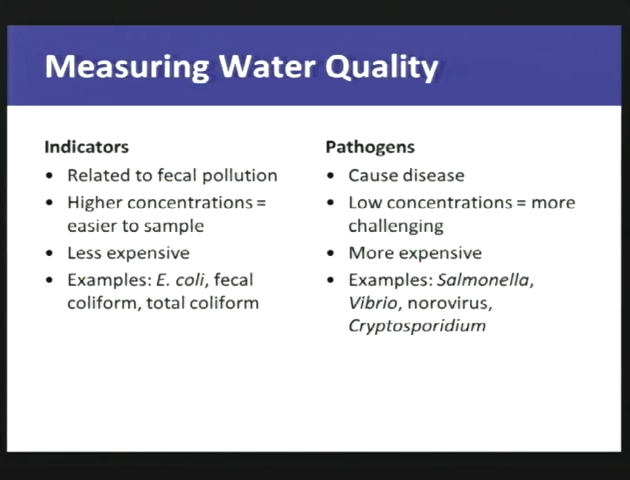 Measuring Water Quality
Indicators
• Related to fecal pollution
• Higher concentrations =
easier to sample
• Less expensive
• Examples: E. coli, fecal
coliform, total coliform
Pathogens
• Cause disease
• Low concentrations = more
challenging
• More expensive
• Examples: Salmonella,
Vibrio, norovirus,
Cryptosporidium